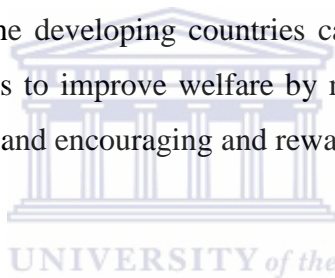 he developing countries ca
s to improve welfare by r
and encouraging and rewa
UNIVERSITY of the